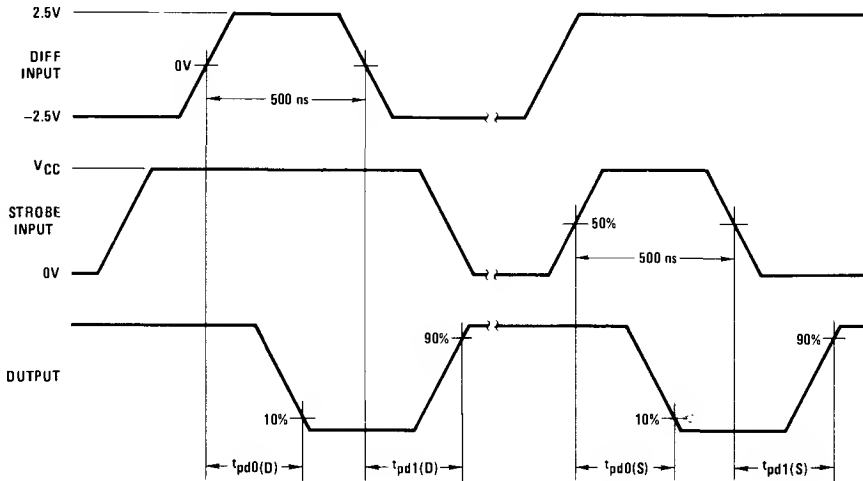 2.5V
DIFF
INPUT
0V
500 ns
−2.5V
VCC
STROBE
INPUT
50%
500 ns
0V
OUTPUT
90%
90%
10%
10%
tpd0(D)
tpd1(D)
tpd0(S)
tpd1(S)